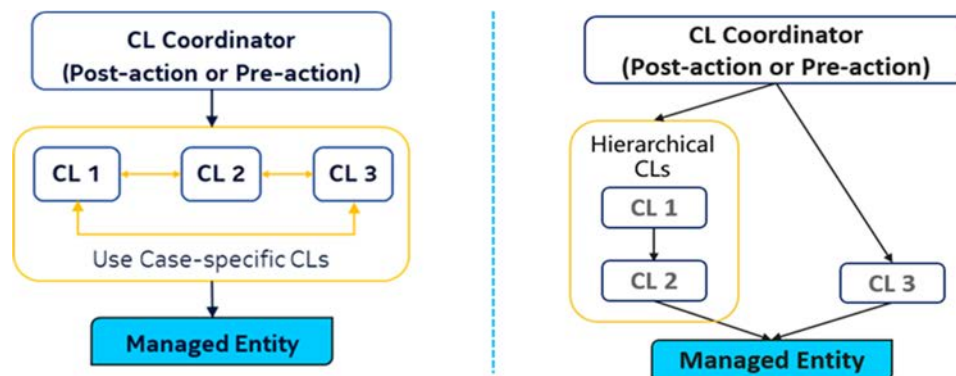 CL Coordinator
(Post-action or Pre-action)
CL 1
CL 2
CL 3
Use Case-specific CLs
Managed Entity
CL Coordinator
(Post-action or Pre-action)
Hierarchical
CLs
CL 1
CL 2
CL 3
Managed Entity